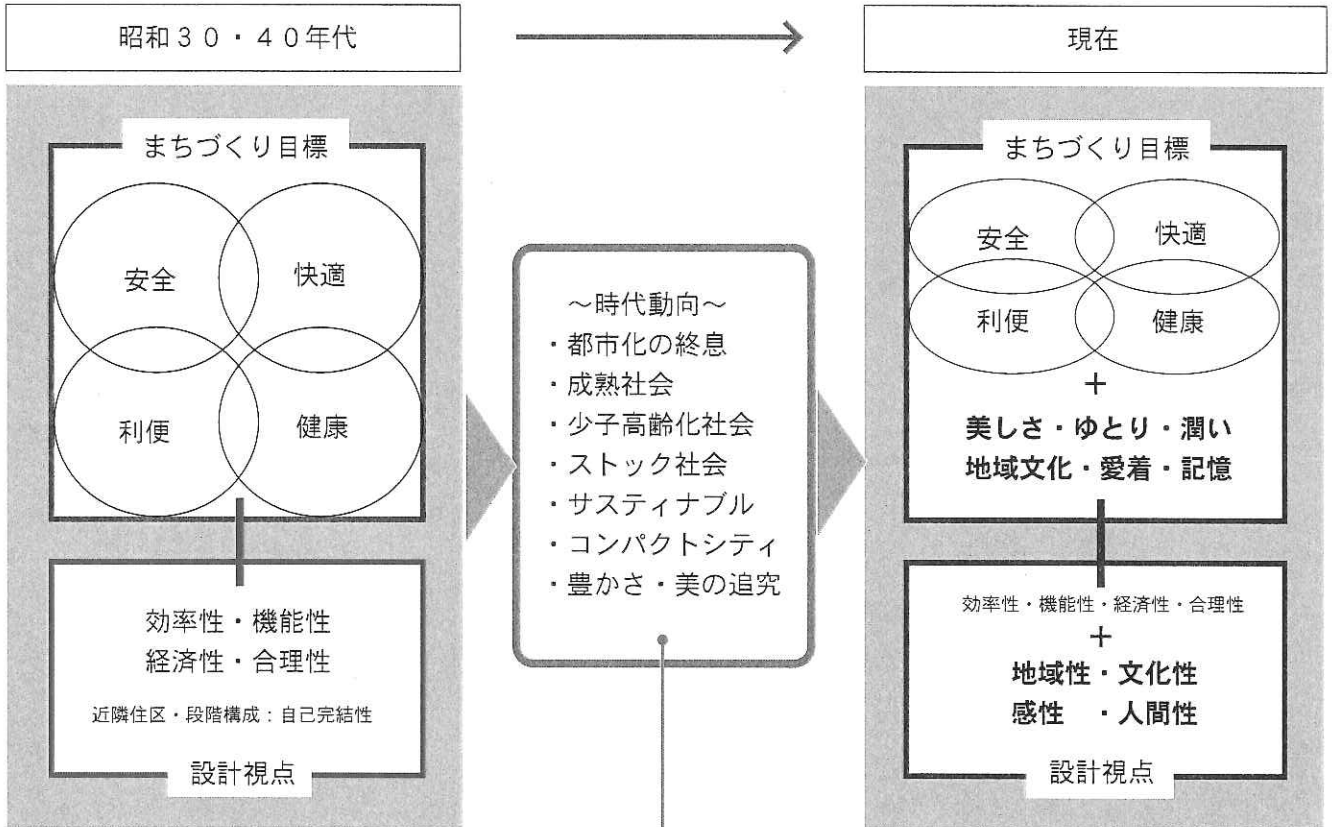 昭和３０・４０年代
現在
まちづくり目標
安全
快適
利便
健康
効率性・機能性
経済性・合理性
近隣住区・段階構成：自己完結性
設計視点
～時代動向～
・都市化の終息
・成熟社会
・少子高齢化社会
・ストック社会
・サスティナブル
・コンパクトシティ
・豊かさ・美の追究
まちづくり目標
安全
快適
利便
健康
＋
美しさ・ゆとり・潤い
地域文化・愛着・記憶
効率性・機能性・経済性・合理性
＋
地域性・文化性
感性　・人間性
設計視点